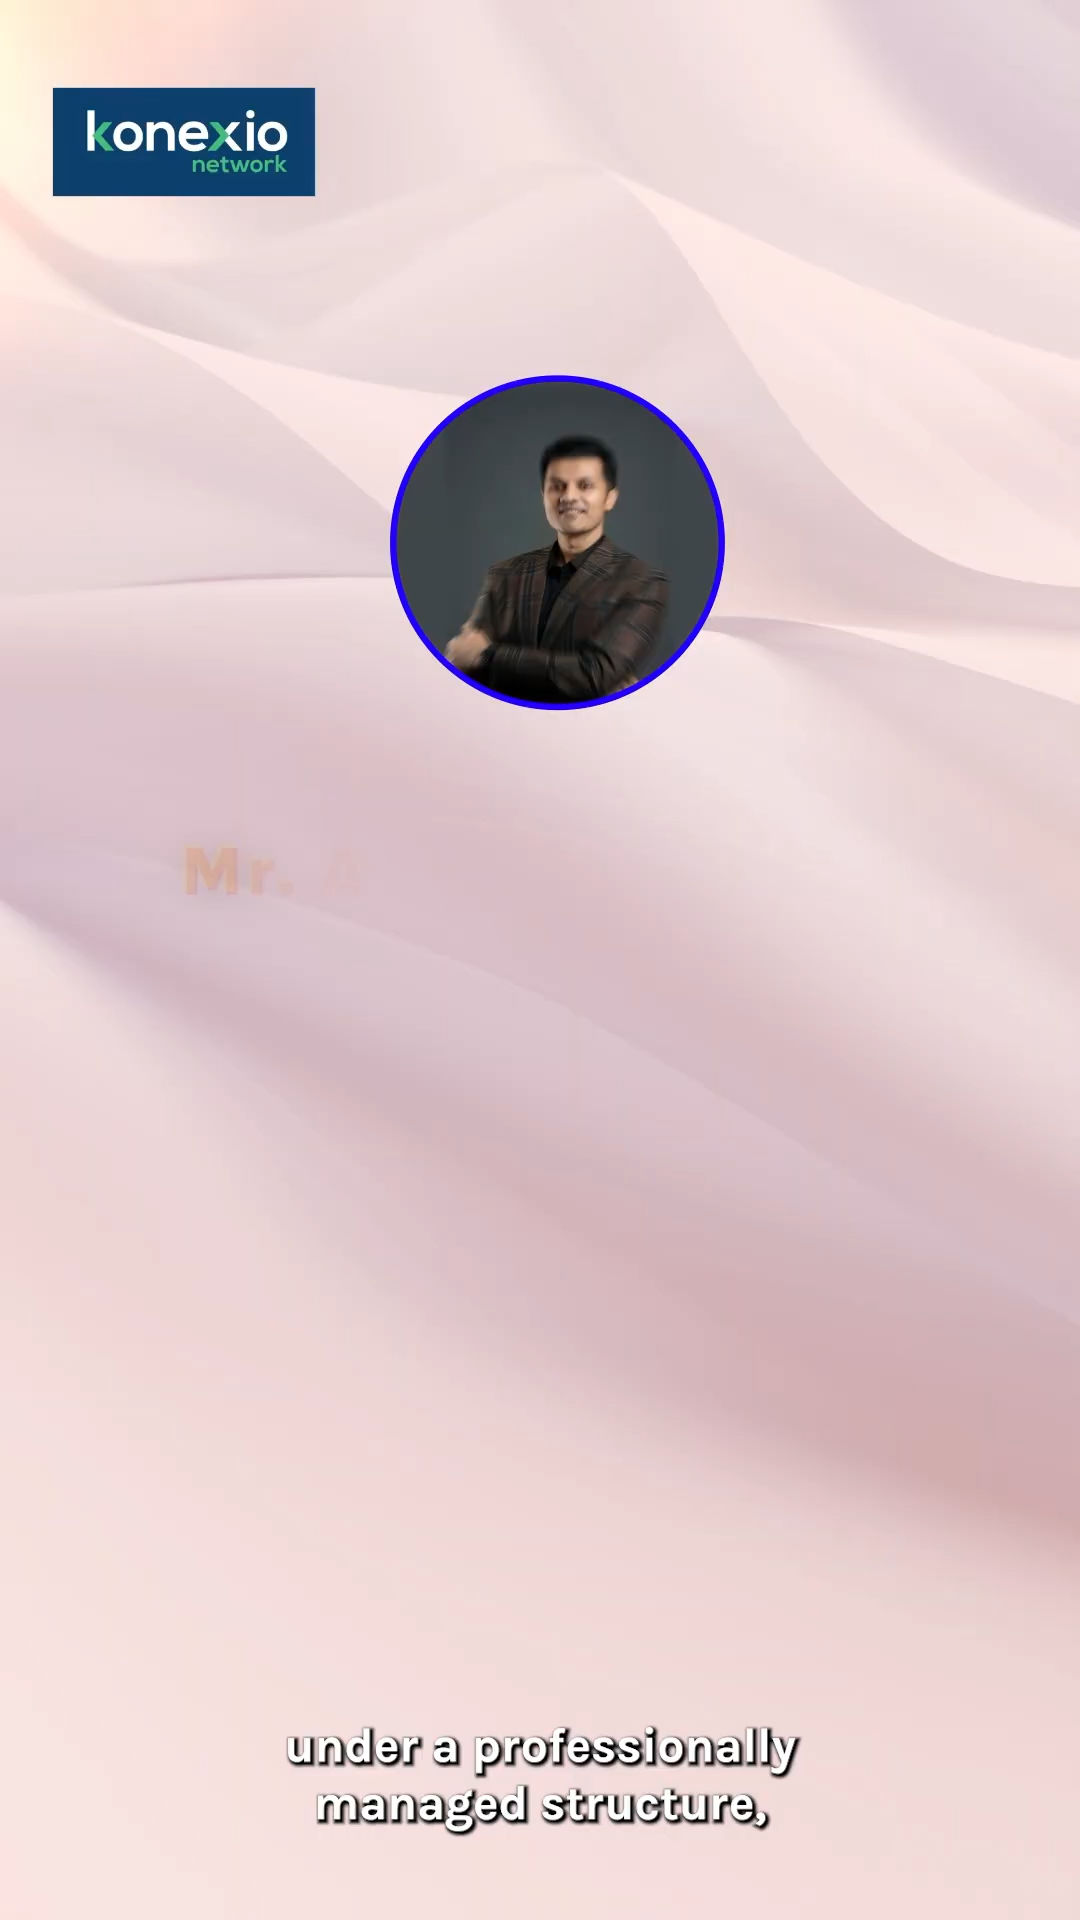 konexio
network
Mr. A
under a professionally
managed structure,